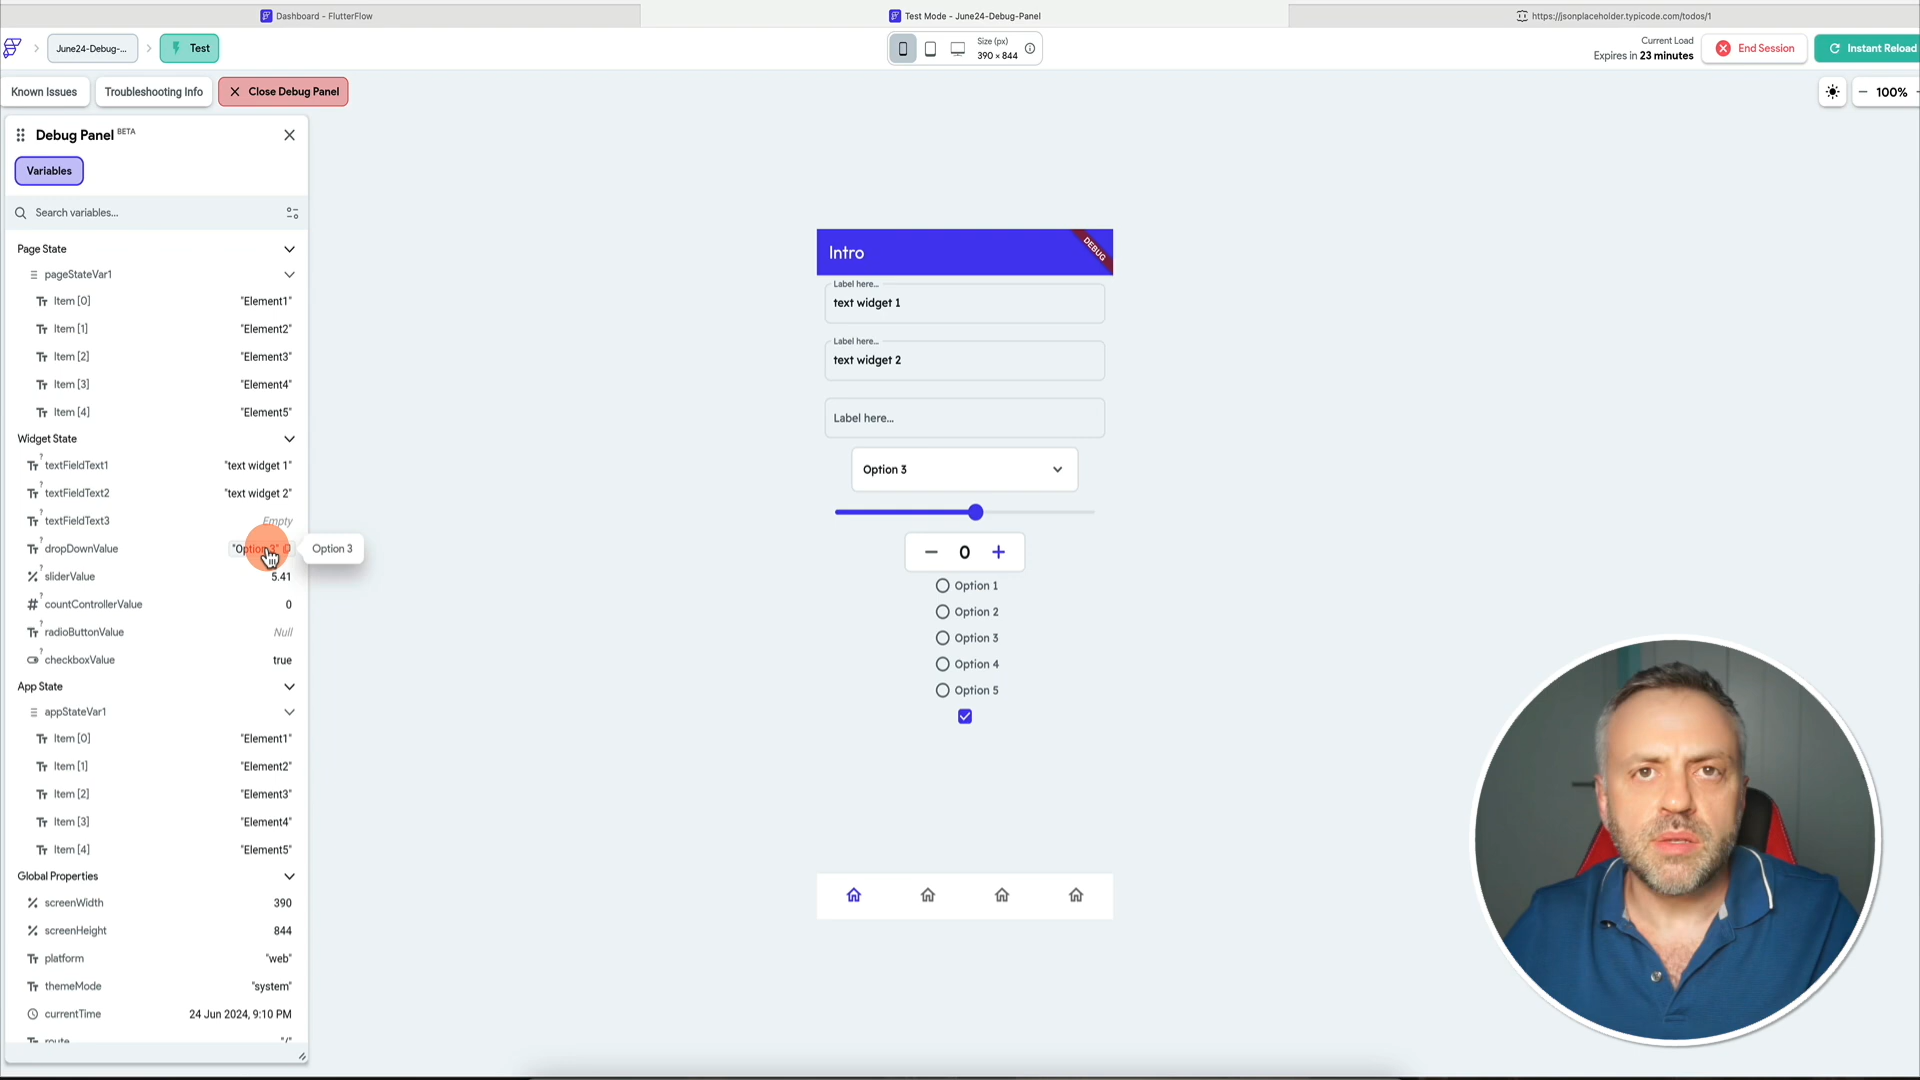 Dashboard - FlutterFlow
Test Mode - June24-Debug-Panel
https://jsonplaceholder.typicode.com/todos/1
June24-Debug-...
Test
Size (px)
390 × 844
Current Load
Expires in 23 minutes
End Session
Instant Reload
Known Issues
Troubleshooting Info
Close Debug Panel
100%
Debug Panel BETA
Variables
Search variables...
Page State
pageStateVar1
Item [0] "Element1"
Item [1] "Element2"
Item [2] "Element3"
Item [3] "Element4"
Item [4] "Element5"
Widget State
textFieldText1 "text widget 1"
textFieldText2 "text widget 2"
textFieldText3 Empty
dropDownValue "Option 3"
Option 3
sliderValue 5.41
countControllerValue 0
radioButtonValue Null
checkboxValue true
App State
appStateVar1
Item [0] "Element1"
Item [1] "Element2"
Item [2] "Element3"
Item [3] "Element4"
Item [4] "Element5"
Global Properties
screenWidth 390
screenHeight 844
platform "web"
themeMode "system"
currentTime 24 Jun 2024, 9:10 PM
route "/"
Intro
DEBUG
Label here...
text widget 1
Label here...
text widget 2
Label here...
Option 3
0
Option 1
Option 2
Option 3
Option 4
Option 5